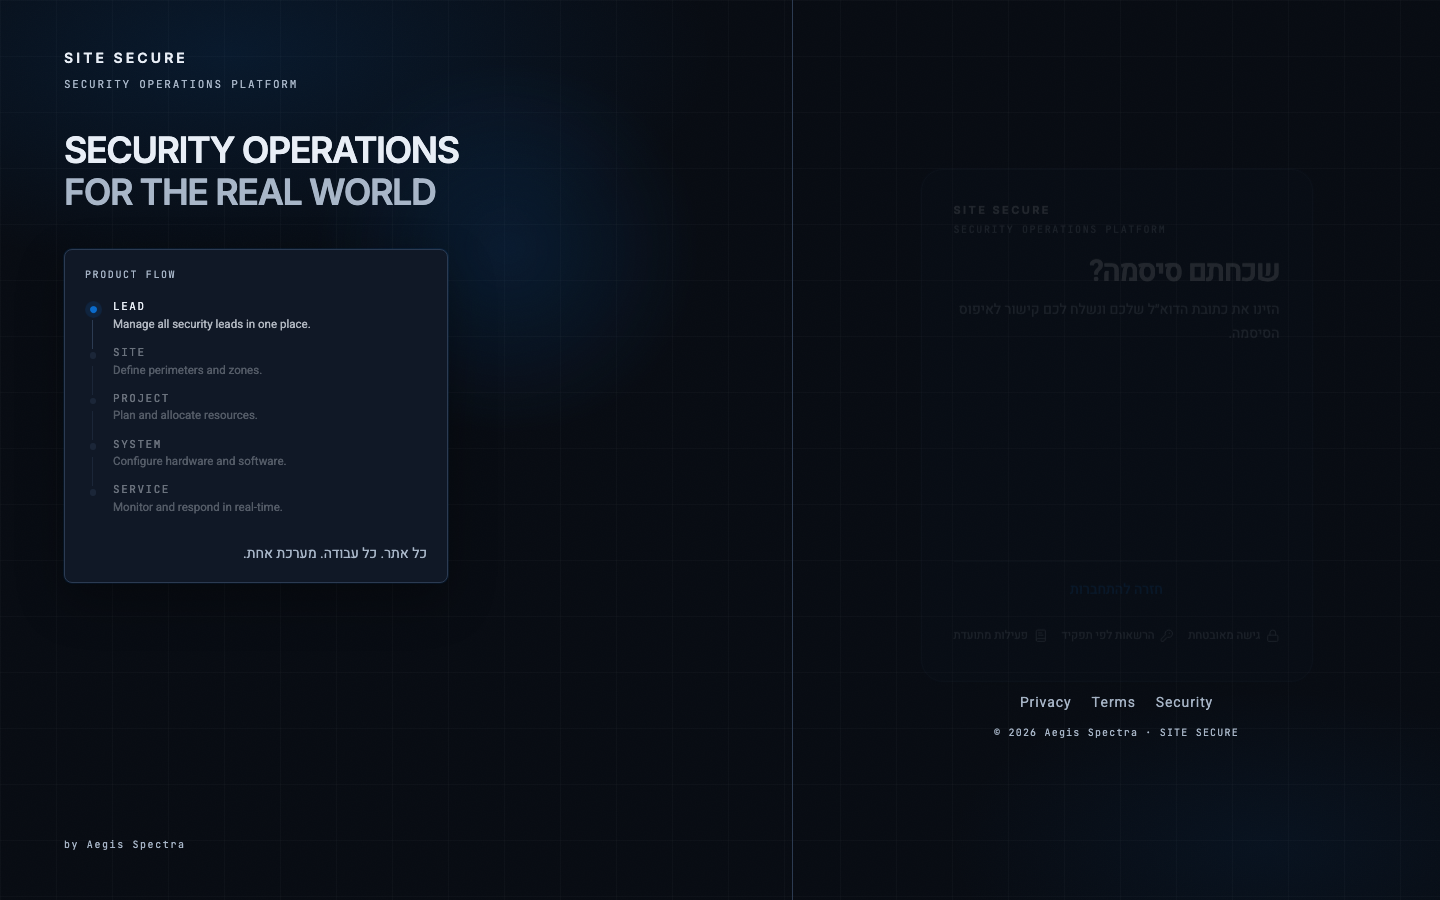 SITE SECURE
SECURITY OPERATIONS PLATFORM
SECURITY OPERATIONS
FOR THE REAL WORLD
PRODUCT FLOW
LEAD
Manage all security leads in one place.
SITE
Define perimeters and zones.
PROJECT
Plan and allocate resources.
SYSTEM
Configure hardware and software.
SERVICE
Monitor and respond in real-time.
כל אתר. כל עבודה. מערכת אחת.
by Aegis Spectra
SITE SECURE
SECURITY OPERATIONS PLATFORM
שכחתם סיסמה?
הזינו את כתובת הדוא״ל שלכם ונשלח לכם קישור לאיפוס
הסיסמה.
חזרה להתחברות
גישה מאובטחת הרשאות לפי תפקיד פעילות מתועדת
Privacy Terms Security
© 2026 Aegis Spectra · SITE SECURE